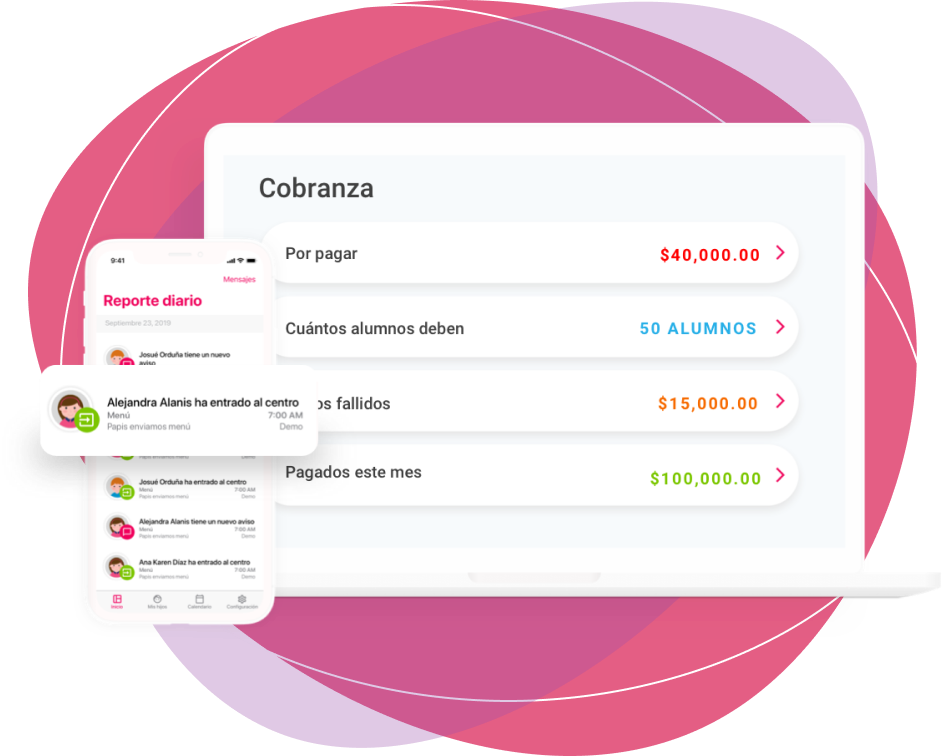 Cobranza
Por pagar
$40,000.00
Cuántos alumnos deben
50 ALUMNOS
os fallidos
$15,000.00
Pagados este mes
$100,000.00
9:41
Mensajes
Reporte diario
Septiembre 23, 2019
Josué Orduña tiene un nuevo
aviso
Alejandra Alanis ha entrado al centro
Menú 7:00 AM
Papis enviamos menú Demo
Papis enviamos menú Demo
Josué Orduña ha entrado al centro
Menú 7:00 AM
Papis enviamos menú Demo
Alejandra Alanis tiene un nuevo aviso
Menú 7:00 AM
Papis enviamos menú Demo
Ana Karen Díaz ha entrado al centro
Menú 7:00 AM
Papis enviamos menú Demo
Inicio Mis hijos Calendario Configuración